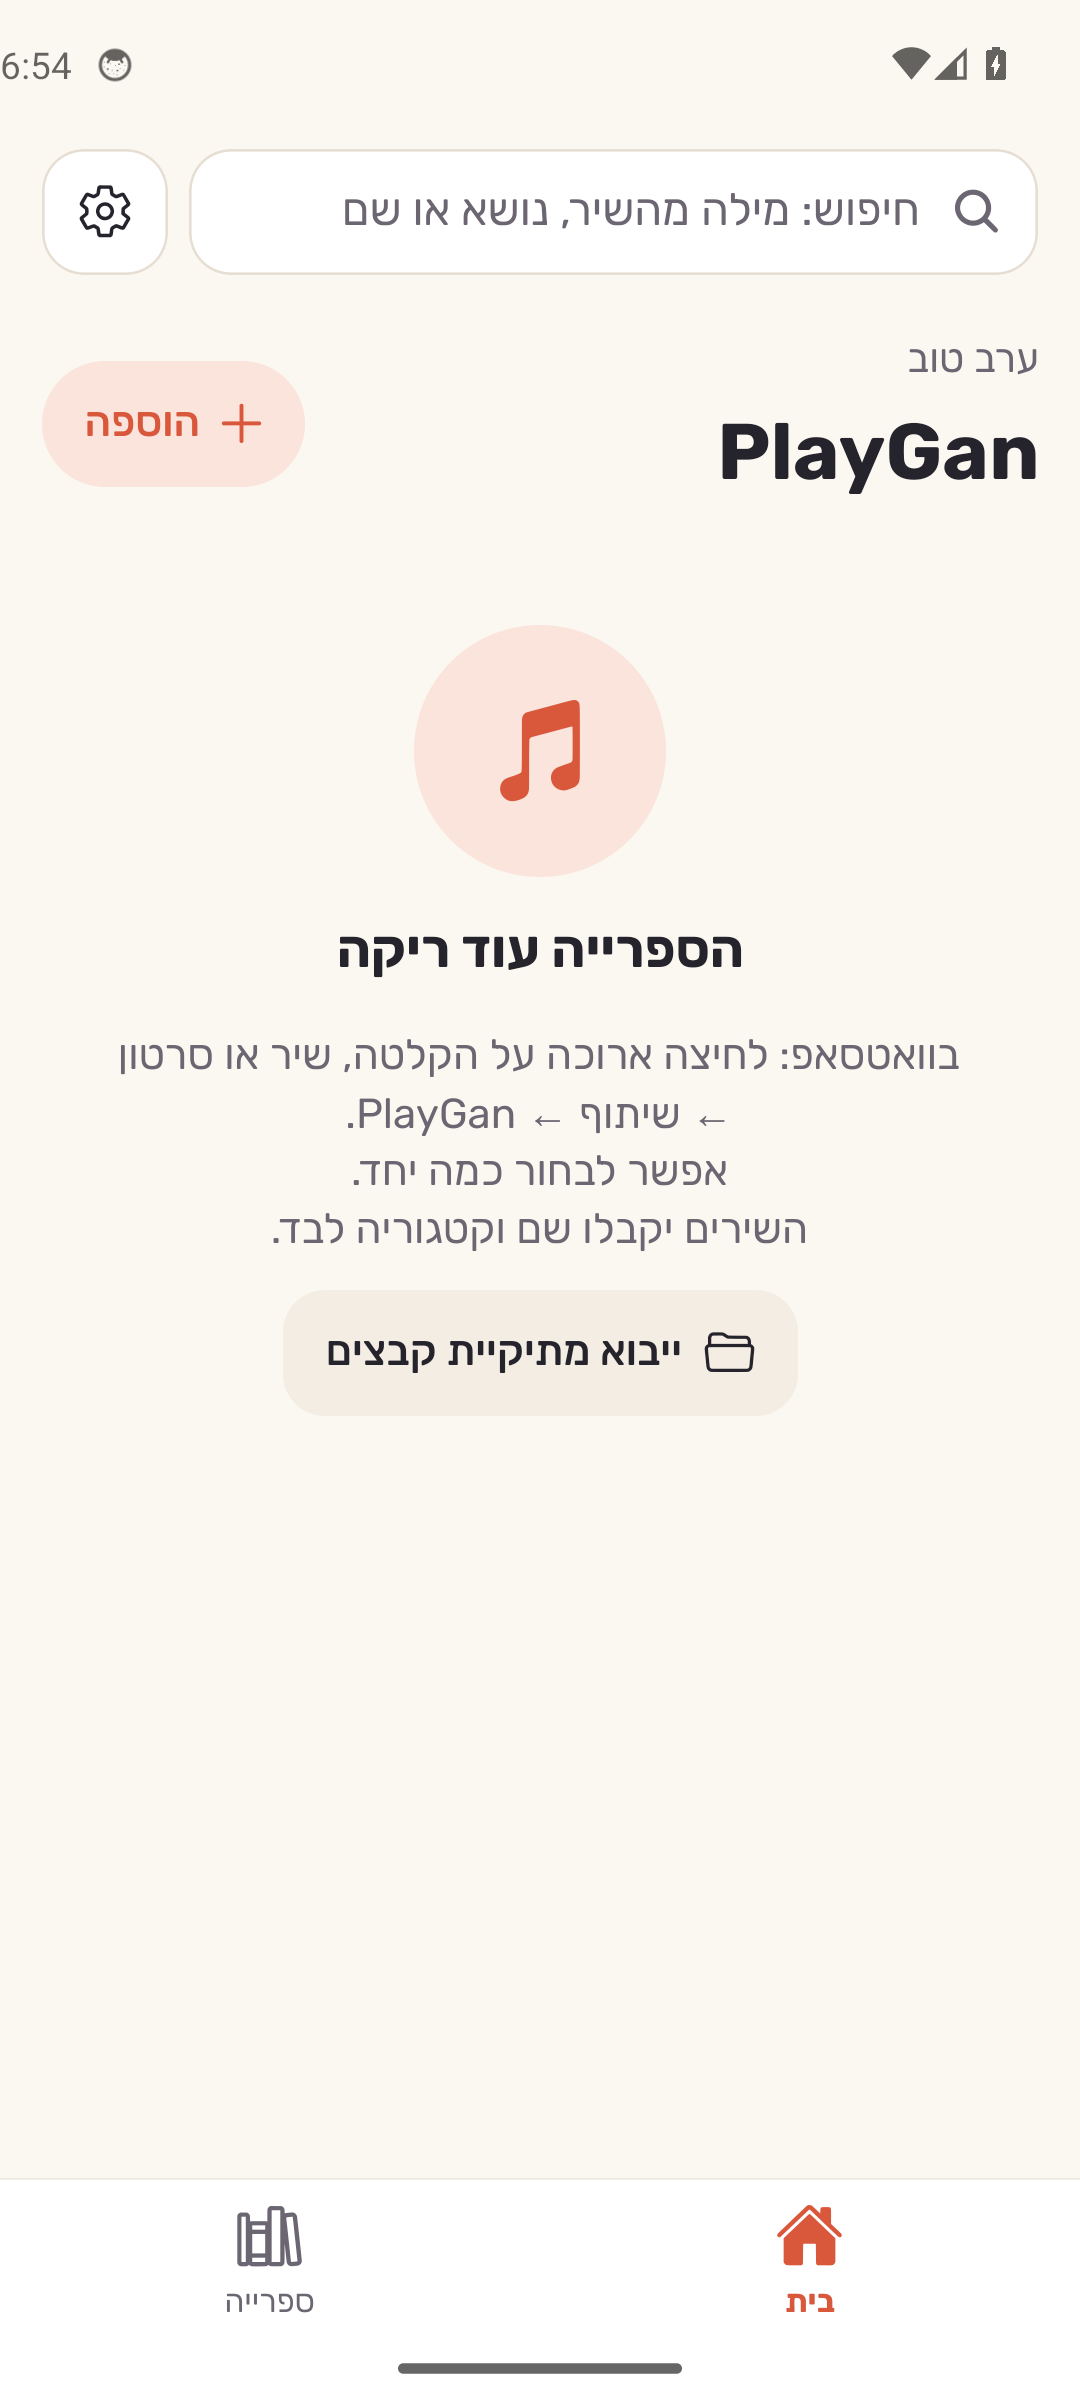 6:54
חיפוש: מילה מהשיר, נושא או שם
ערב טוב
PlayGan
הוספה
הספרייה עוד ריקה
בוואטסאפ: לחיצה ארוכה על הקלטה, שיר או סרטון
← שיתוף ← PlayGan.
אפשר לבחור כמה יחד.
השירים יקבלו שם וקטגוריה לבד.
ייבוא מתיקיית קבצים
בית
ספרייה